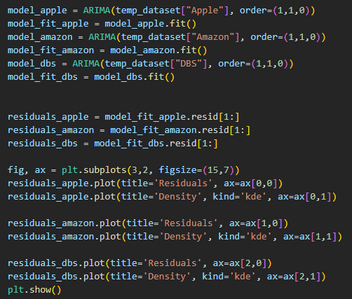 model_apple = ARIMA(temp_dataset["Apple"], order=(1,1,0))
model_fit_apple = model_apple.fit()
model_amazon = ARIMA(temp_dataset["Amazon"], order=(1,1,0))
model_fit_amazon = model_amazon.fit()
model_dbs = ARIMA(temp_dataset["DBS"], order=(1,1,0))
model_fit_dbs = model_dbs.fit()
residuals_apple = model_fit_apple.resid[1:]
residuals_amazon = model_fit_amazon.resid[1:]
residuals_dbs = model_fit_dbs.resid[1:]
fig, ax = plt.subplots(3,2, figsize=(15,7))
residuals_apple.plot(title='Residuals', ax=ax[0,0])
residuals_apple.plot(title='Density', kind='kde', ax=ax[0,1])
residuals_amazon.plot(title='Residuals', ax=ax[1,0])
residuals_amazon.plot(title='Density', kind='kde', ax=ax[1,1])
residuals_dbs.plot(title='Residuals', ax=ax[2,0])
residuals_dbs.plot(title='Density', kind='kde', ax=ax[2,1])
plt.show()